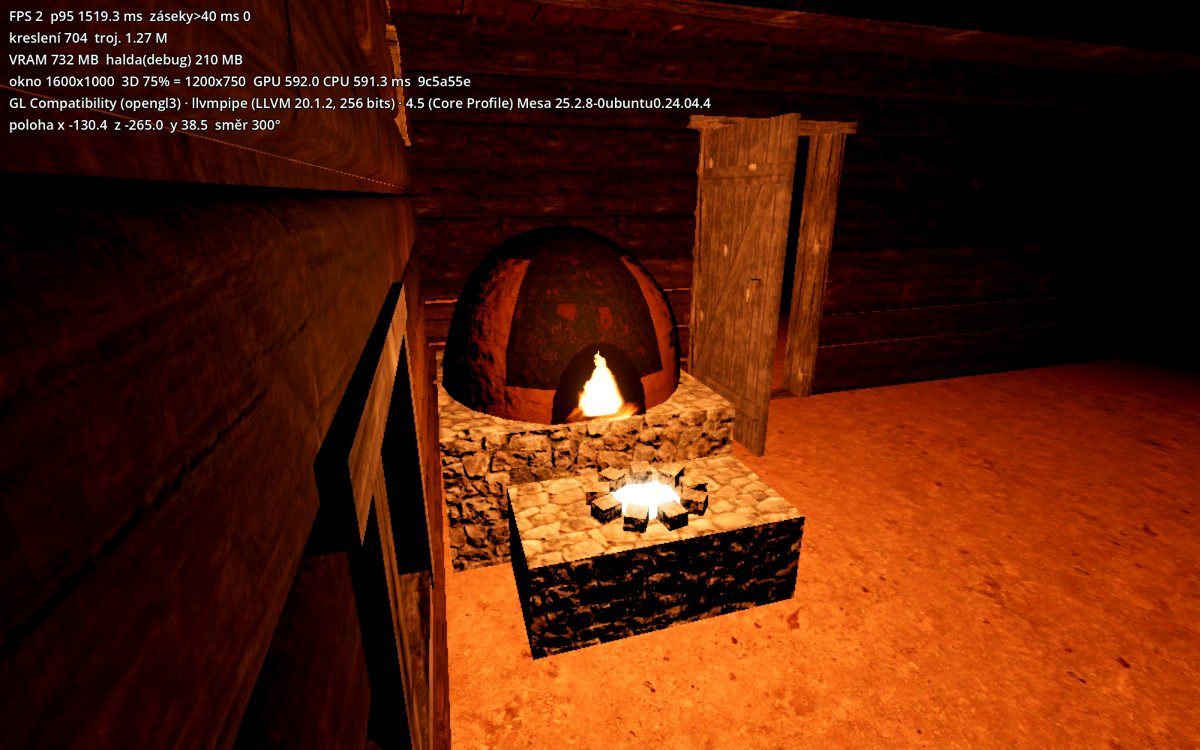 FPS 2 p95 1519.3 ms záseky>40 ms 0
kreslení 704 troj. 1.27 M
VRAM 732 MB halda(debug) 210 MB
okno 1600x1000 3D 75% = 1200x750 GPU 592.0 CPU 591.3 ms 9c5a55e
GL Compatibility (opengl3) · llvmpipe (LLVM 20.1.2, 256 bits) · 4.5 (Core Profile) Mesa 25.2.8-0ubuntu0.24.04.4
poloha x -130.4 z -265.0 y 38.5 směr 300°